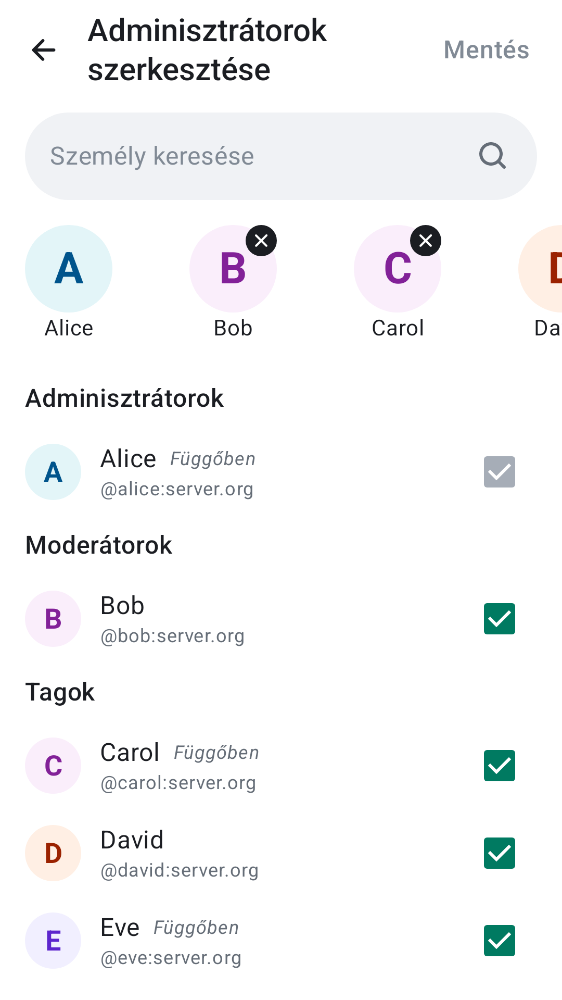 Adminisztrátorok
szerkesztése
Mentés
Személy keresése
A
B
C
D
Alice
Bob
Carol
Da
Adminisztrátorok
A
Alice Függőben
@alice:server.org
Moderátorok
B
Bob
@bob:server.org
Tagok
C
Carol Függőben
@carol:server.org
D
David
@david:server.org
E
Eve Függőben
@eve:server.org